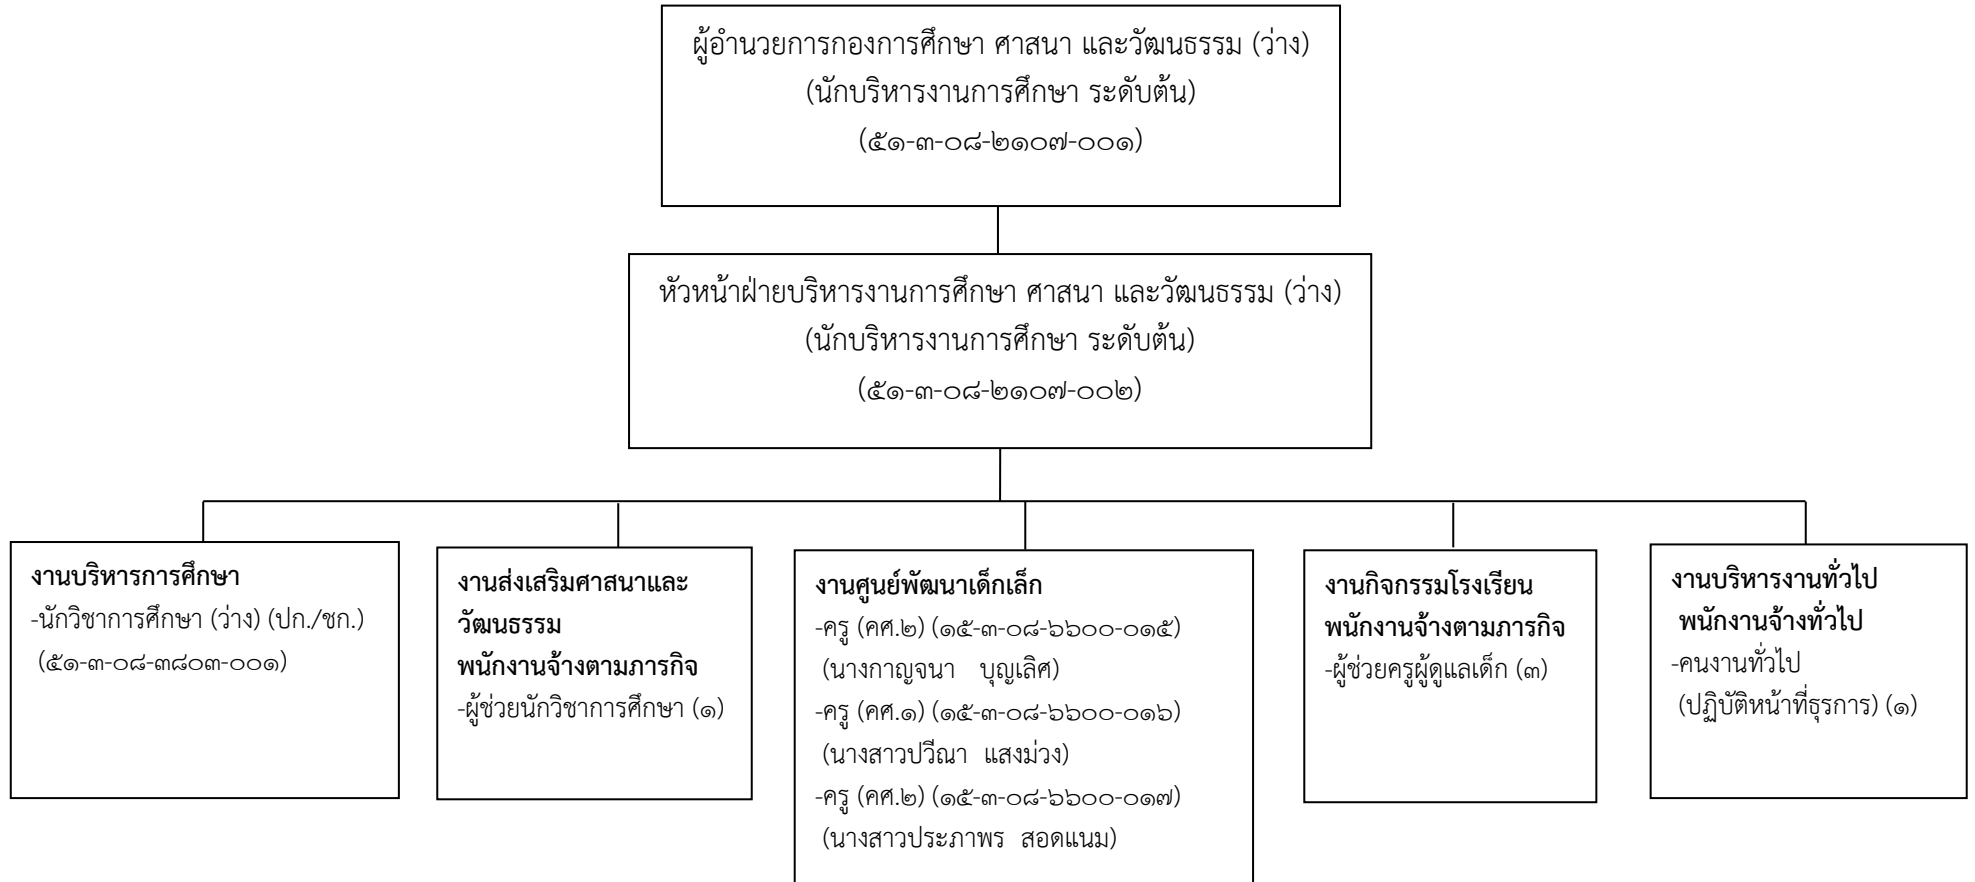 ผู้อำนวยการกองการศึกษา ศาสนา และวัฒนธรรม (ว่าง)
(นักบริหารงานการศึกษา ระดับต้น)
(๕๑-๓-๐๘-๒๑๐๗-๐๐๑)
หัวหน้าฝ่ายบริหารงานการศึกษา ศาสนา และวัฒนธรรม (ว่าง)
(นักบริหารงานการศึกษา ระดับต้น)
(๕๑-๓-๐๘-๒๑๐๗-๐๐๒)
งานบริหารการศึกษา
-นักวิชาการศึกษา (ว่าง) (ปก./ชก.)
(๕๑-๓-๐๘-๓๘๐๓-๐๐๑)
งานส่งเสริมศาสนาและ
วัฒนธรรม
พนักงานจ้างตามภารกิจ
-ผู้ช่วยนักวิชาการศึกษา (๑)
งานศูนย์พัฒนาเด็กเล็ก
-ครู (คศ.๒) (๑๕-๓-๐๘-๖๖๐๐-๐๑๕)
(นางกาญจนา บุญเลิศ)
-ครู (คศ.๑) (๑๕-๓-๐๘-๖๖๐๐-๐๑๖)
(นางสาวปวีณา แสงม่วง)
-ครู (คศ.๒) (๑๕-๓-๐๘-๖๖๐๐-๐๑๗)
(นางสาวประภาพร สอดแนม)
งานกิจกรรมโรงเรียน
พนักงานจ้างตามภารกิจ
-ผู้ช่วยครูผู้ดูแลเด็ก (๓)
งานบริหารงานทั่วไป
พนักงานจ้างทั่วไป
-คนงานทั่วไป
(ปฏิบัติหน้าที่ธุรการ) (๑)